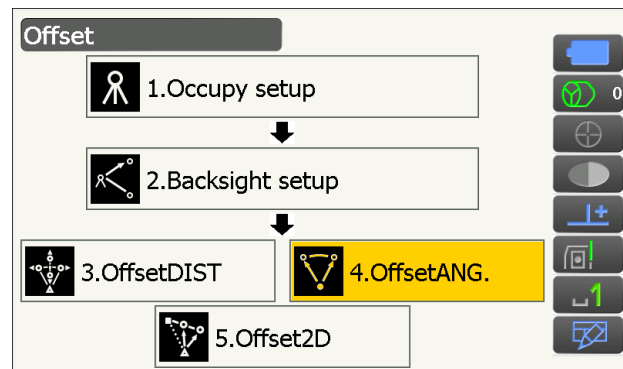 Offset
1.Occupy setup
0
2.Backsight setup
3.OffsetDIST
4.OffsetANG.
1
5.Offset2D